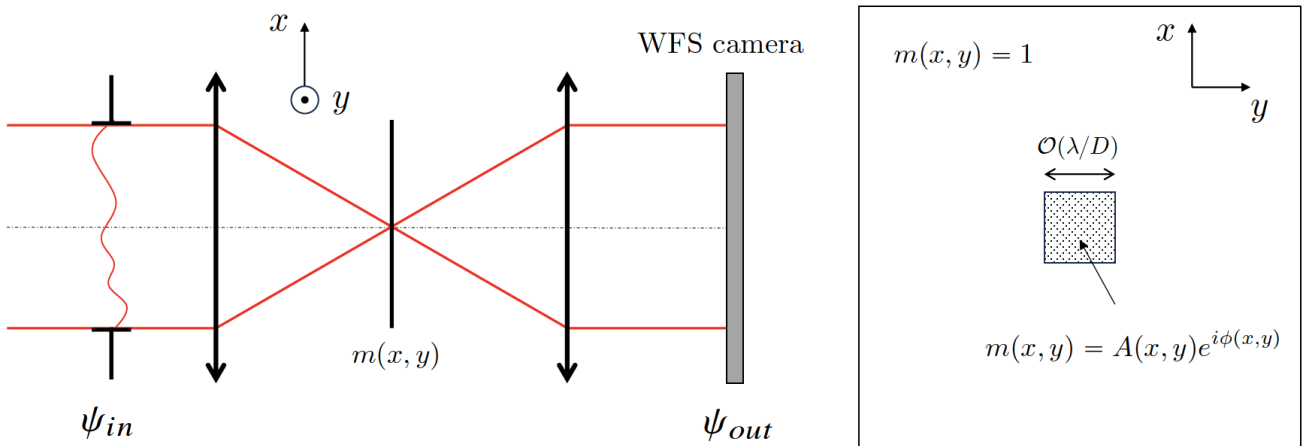 x
y
WFS camera
m(x, y)
ψ_in
ψ_out
m(x, y) = 1
x
y
𝒪(λ/D)
m(x, y) = A(x, y)e^{iϕ(x,y)}